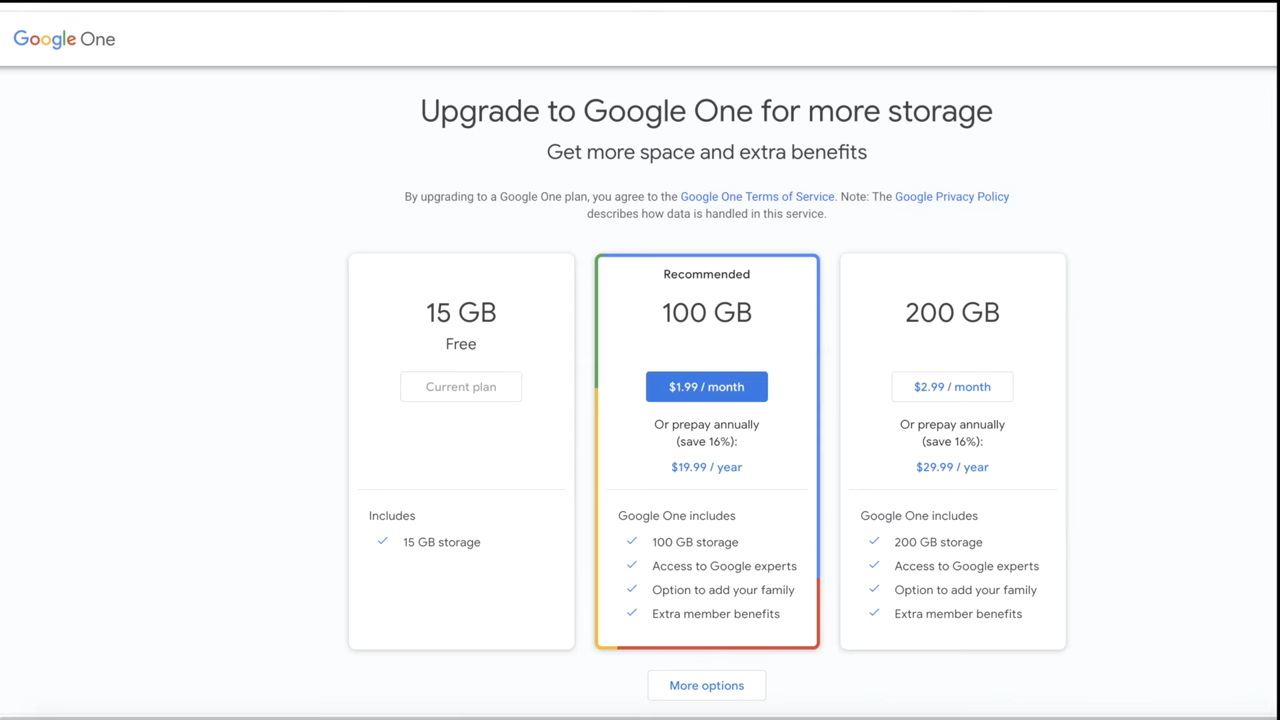 Google One
Upgrade to Google One for more storage
Get more space and extra benefits
By upgrading to a Google One plan, you agree to the Google One Terms of Service. Note: The Google Privacy Policy
describes how data is handled in this service.
15 GB
Free
Current plan
Includes
15 GB storage
Recommended
100 GB
$1.99 / month
Or prepay annually
(save 16%):
$19.99 / year
Google One includes
100 GB storage
Access to Google experts
Option to add your family
Extra member benefits
200 GB
$2.99 / month
Or prepay annually
(save 16%):
$29.99 / year
Google One includes
200 GB storage
Access to Google experts
Option to add your family
Extra member benefits
More options